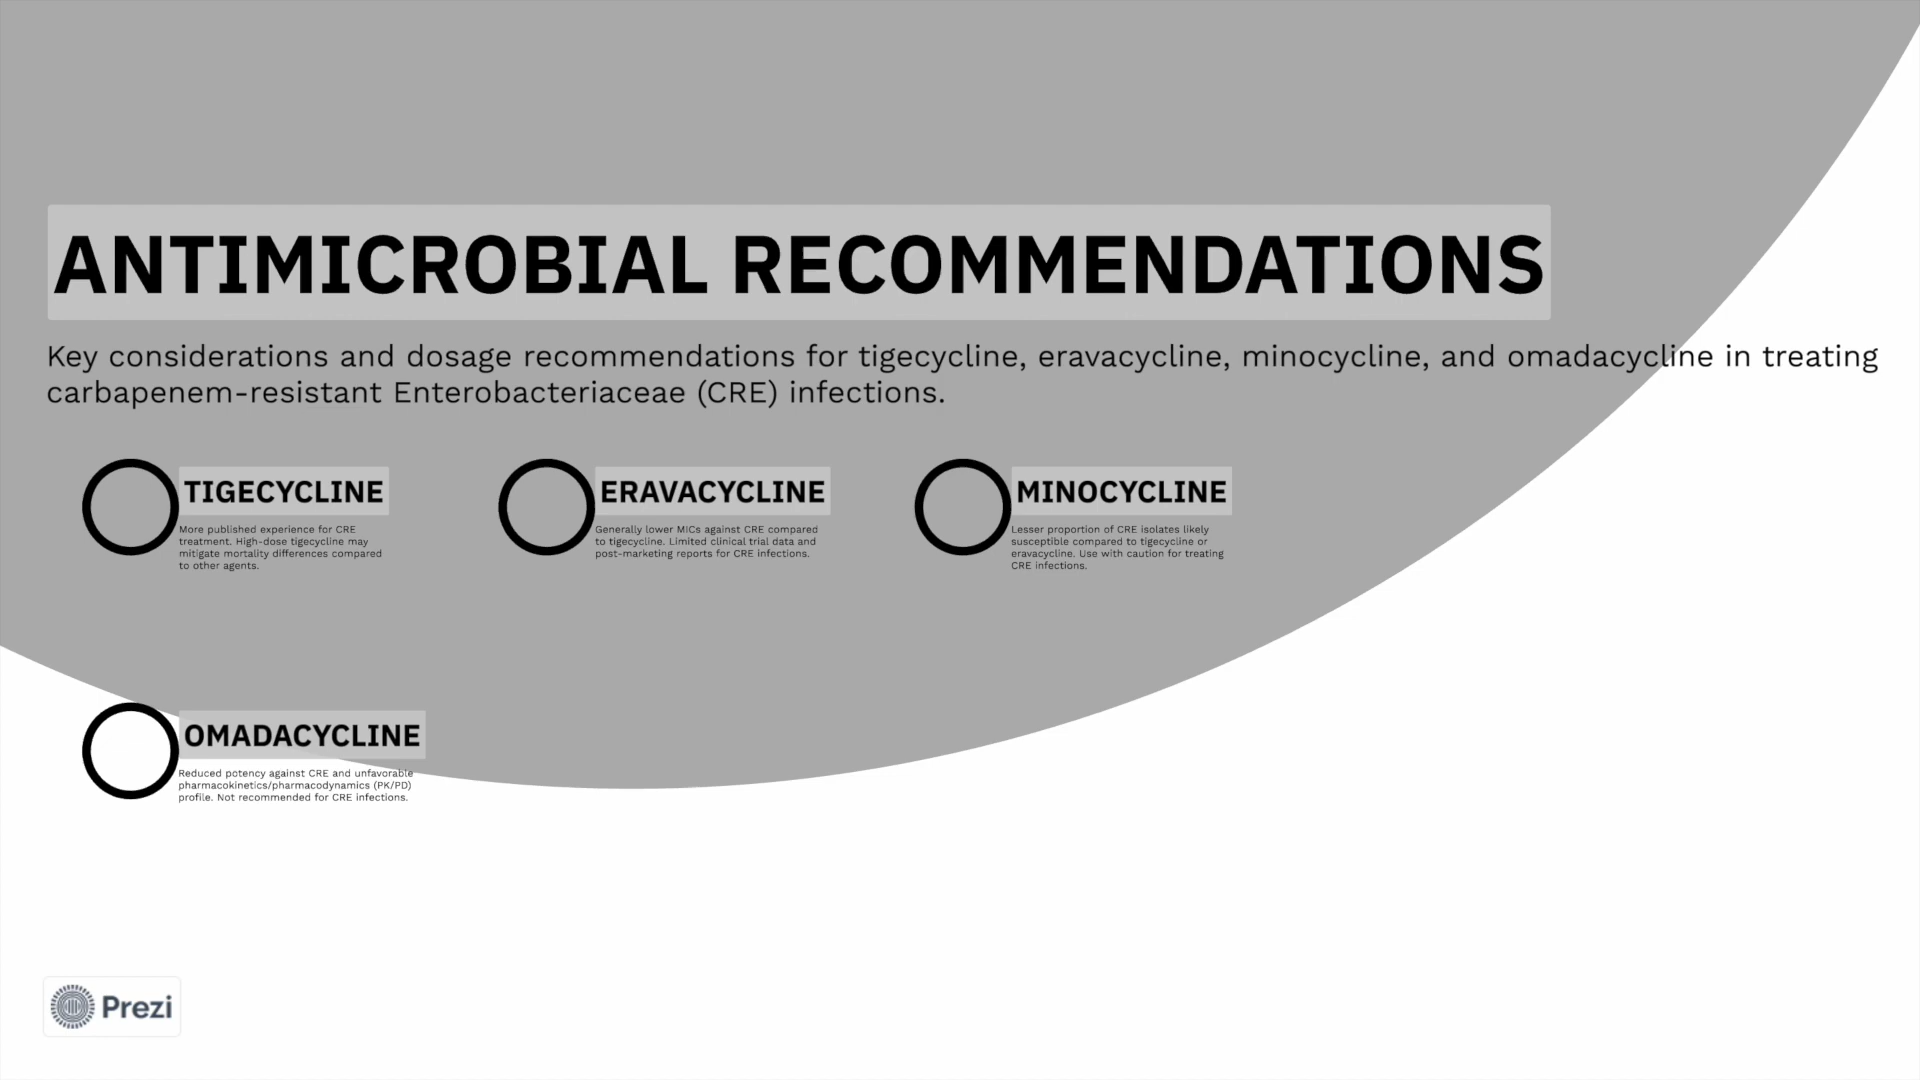 ANTIMICROBIAL RECOMMENDATIONS
Key considerations and dosage recommendations for tigecycline, eravacycline, minocycline, and omadacycline in treating
carbapenem-resistant Enterobacteriaceae (CRE) infections.
TIGECYCLINE
More published experience for CRE
treatment. High-dose tigecycline may
mitigate mortality differences compared
to other agents.
ERAVACYCLINE
Generally lower MICs against CRE compared
to tigecycline. Limited clinical trial data and
post-marketing reports for CRE infections.
MINOCYCLINE
Lesser proportion of CRE isolates likely
susceptible compared to tigecycline or
eravacycline. Use with caution for treating
CRE infections.
OMADACYCLINE
Reduced potency against CRE and unfavorable
pharmacokinetics/pharmacodynamics (PK/PD)
profile. Not recommended for CRE infections.
Prezi